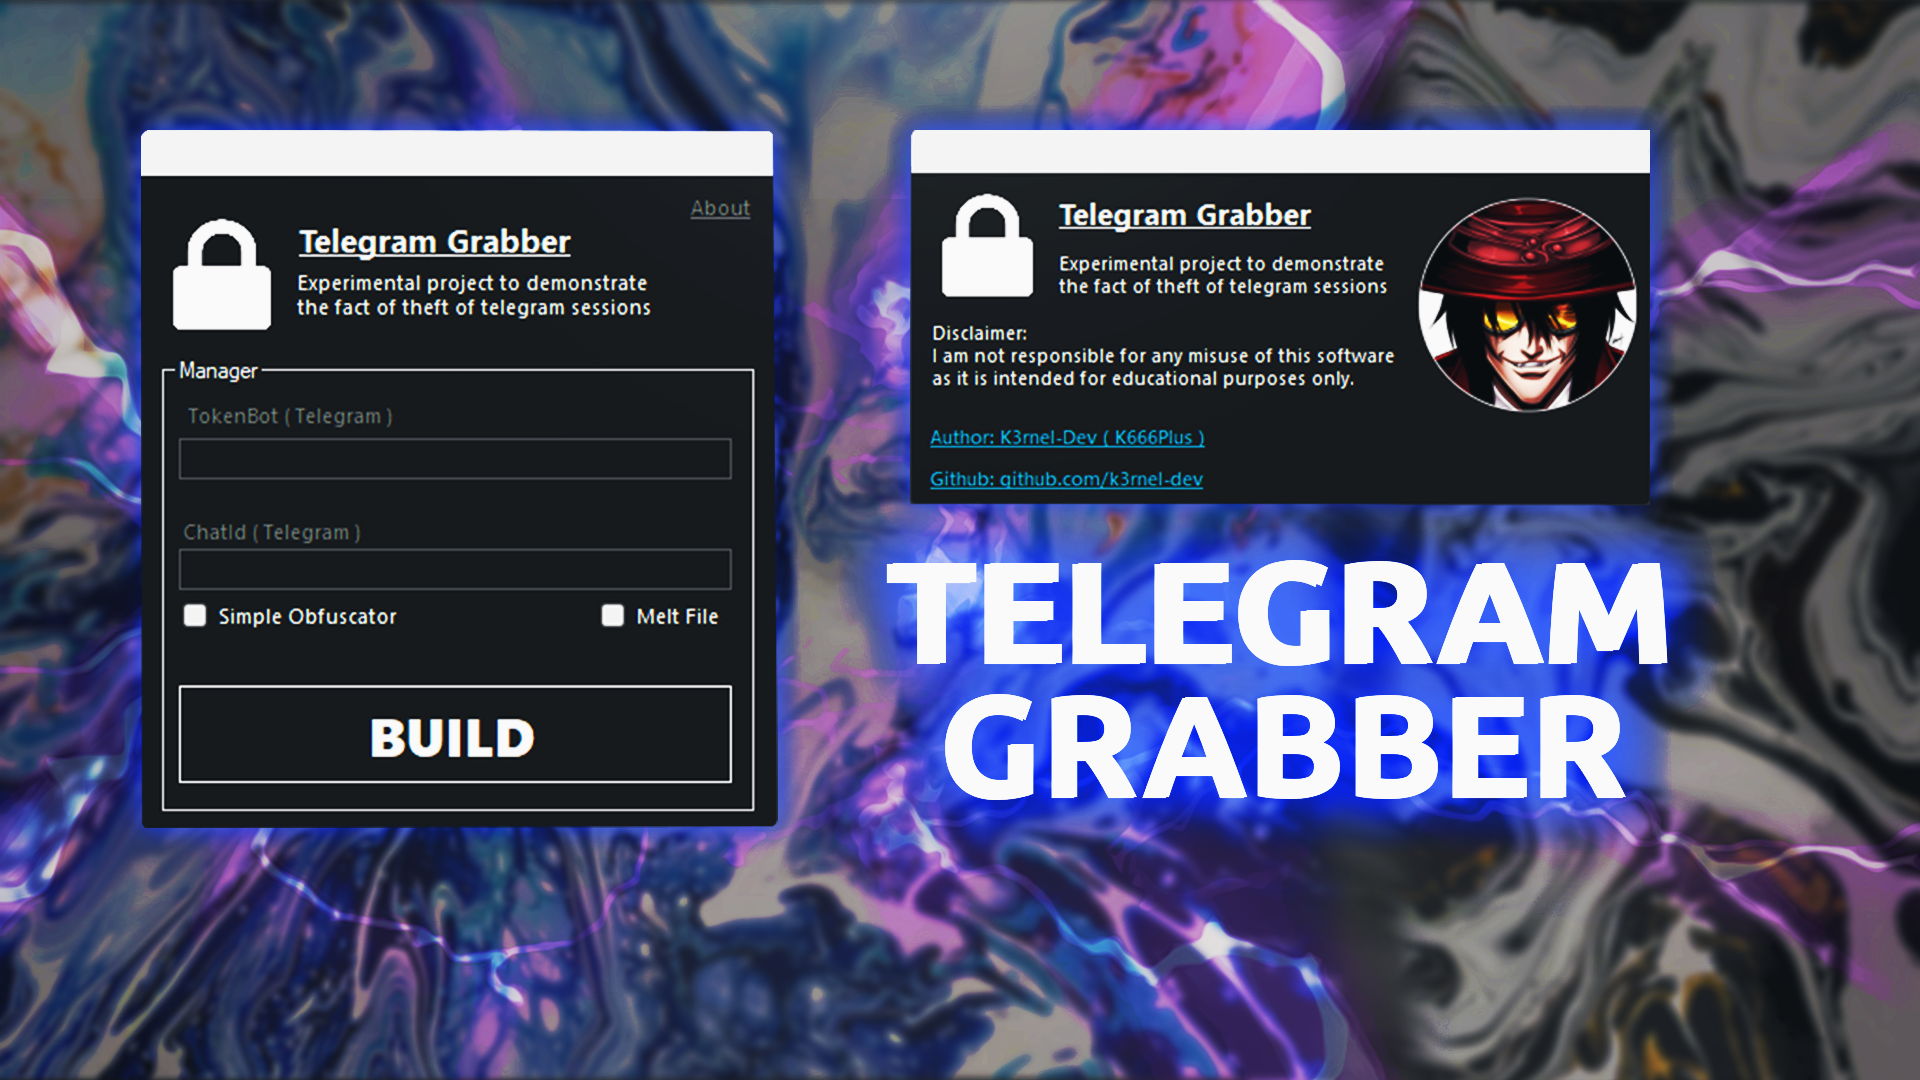 About
Telegram Grabber
Experimental project to demonstrate
the fact of theft of telegram sessions
Manager
TokenBot ( Telegram )
ChatId ( Telegram )
Simple Obfuscator
Melt File
BUILD
Telegram Grabber
Experimental project to demonstrate
the fact of theft of telegram sessions
Disclaimer:
I am not responsible for any misuse of this software
as it is intended for educational purposes only.
Author: K3rnel-Dev ( K666Plus )
Github: github.com/k3rnel-dev
TELEGRAM
GRABBER